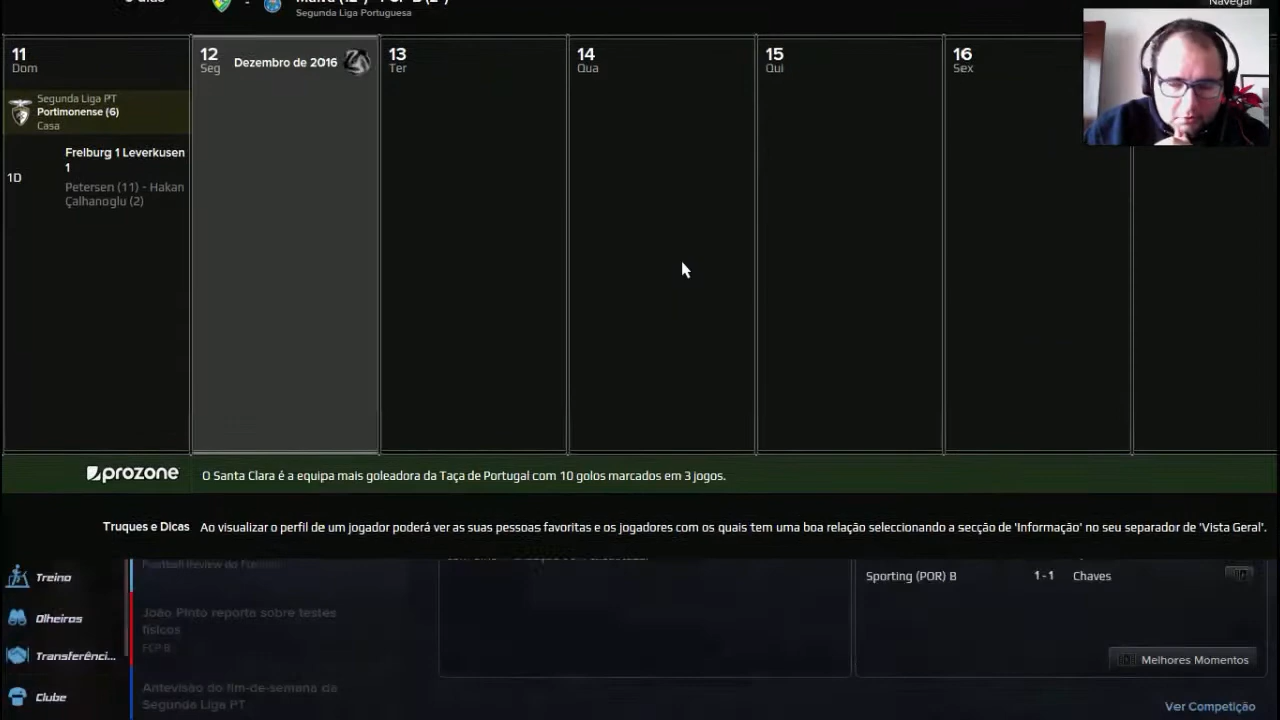 Navegar
Segunda Liga Portuguesa
11
Dom
12
Seg
Dezembro de 2016
13
Ter
14
Qua
15
Qui
16
Sex
Segunda Liga PT
Portimonense (6)
Casa
1D
Freiburg 1 Leverkusen
1
Petersen (11) - Hakan
Çalhanoglu (2)
prozone
O Santa Clara é a equipa mais goleadora da Taça de Portugal com 10 golos marcados em 3 jogos.
Truques e Dicas
Ao visualizar o perfil de um jogador poderá ver as suas pessoas favoritas e os jogadores com os quais tem uma boa relação seleccionando a secção de 'Informação' no seu separador de 'Vista Geral'.
Treino
Olheiros
Transferênci...
Clube
Football Review do
João Pinto reporta sobre testes
físicos
FCP B
Antevisão do fim-de-semana da
Segunda Liga PT
Sporting (POR) B 1-1 Chaves
Melhores Momentos
Ver Competição